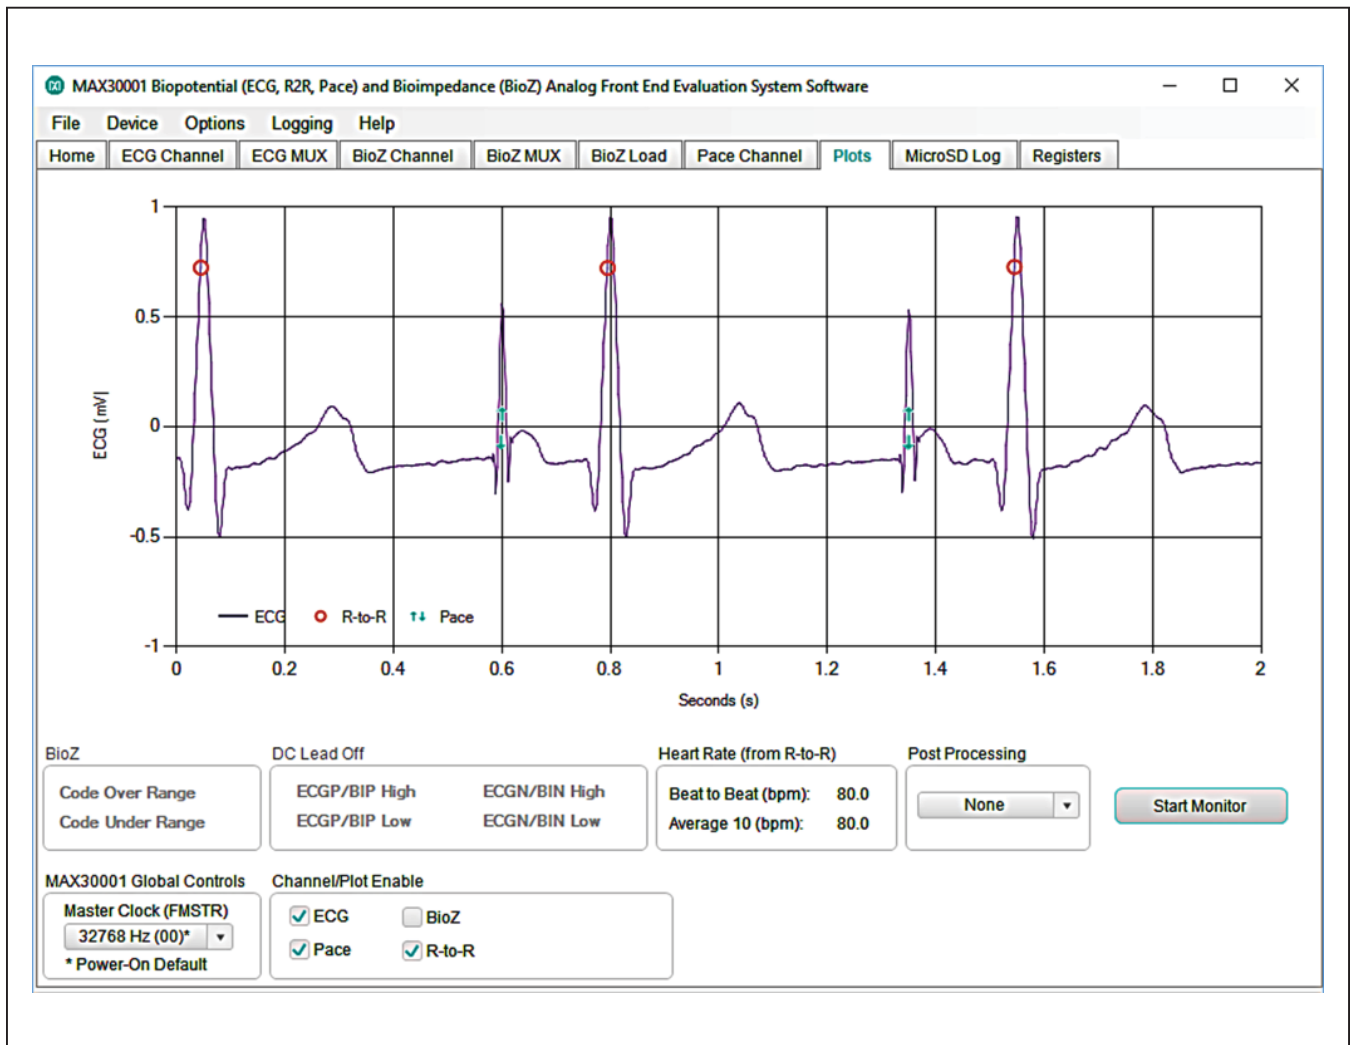 MAX30001 Biopotential (ECG, R2R, Pace) and Bioimpedance (BioZ) Analog Front End Evaluation System Software
File Device Options Logging Help
Home ECG Channel ECG MUX BioZ Channel BioZ MUX BioZ Load Pace Channel Plots MicroSD Log Registers
1
0.5
0
-0.5
-1
ECG (mV)
ECG R-to-R Pace
0 0.2 0.4 0.6 0.8 1 1.2 1.4 1.6 1.8 2
Seconds (s)
BioZ
Code Over Range
Code Under Range
DC Lead Off
ECGP/BIP High ECGN/BIN High
ECGP/BIP Low ECGN/BIN Low
Heart Rate (from R-to-R)
Beat to Beat (bpm): 80.0
Average 10 (bpm): 80.0
Post Processing
None
Start Monitor
MAX30001 Global Controls
Master Clock (FMSTR)
32768 Hz (00)*
* Power-On Default
Channel/Plot Enable
ECG BioZ
Pace R-to-R